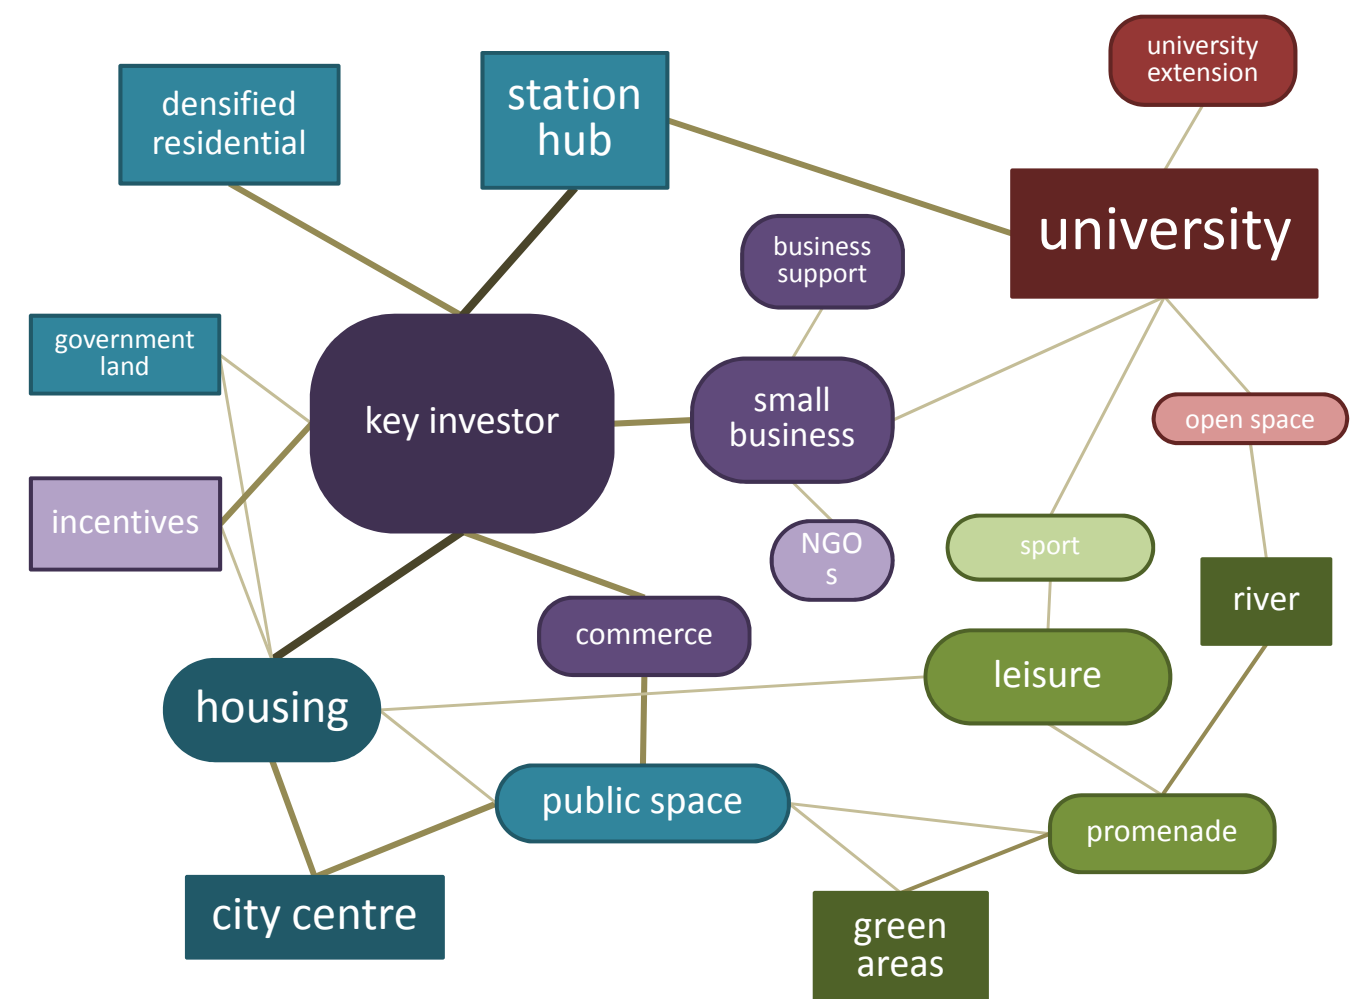 densified
residential
station
hub
university
extension
university
business
support
government
land
key investor
small
business
open space
incentives
NGO
s
sport
river
commerce
leisure
housing
public space
promenade
city centre
green
areas